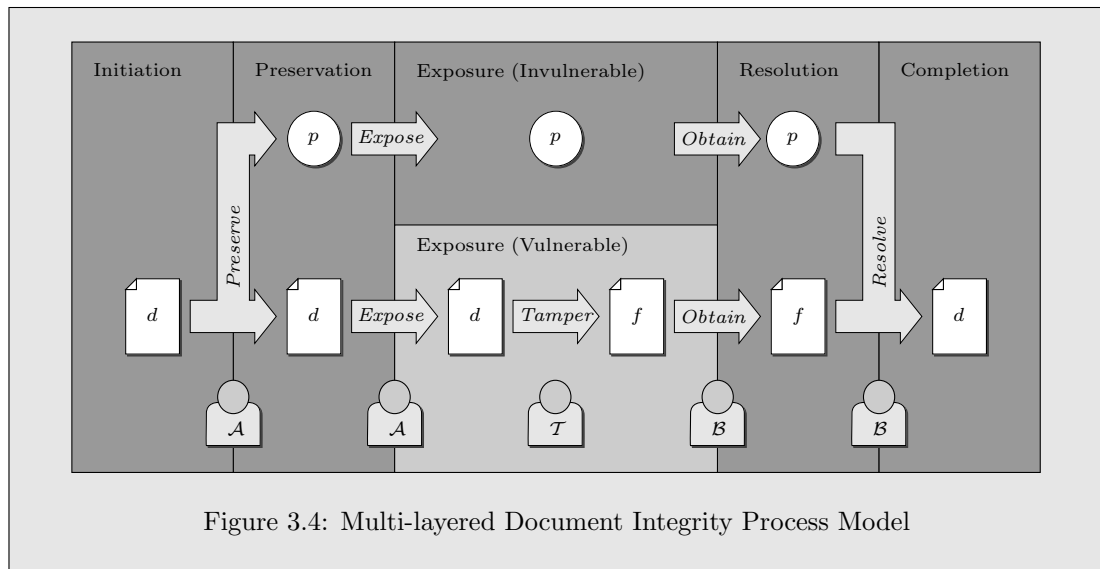 Initiation Preservation Exposure (Invulnerable) Resolution Completion
p Expose p Obtain p
Preserve
Resolve
Exposure (Vulnerable)
d d Expose d Tamper f Obtain f d
A A T B B
Figure 3.4: Multi-layered Document Integrity Process Model